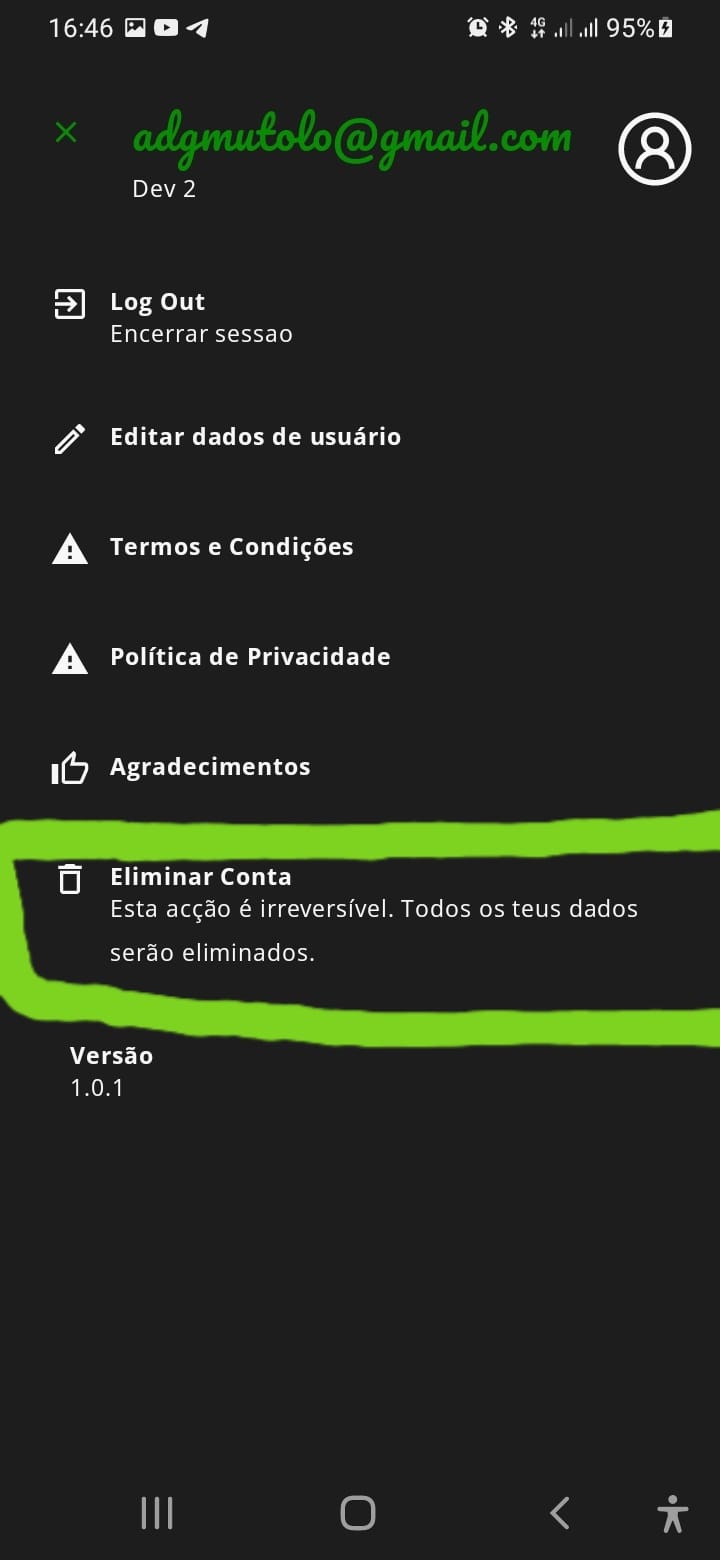 16:46 4G 95%
adgmutolo@gmail.com
Dev 2
Log Out
Encerrar sessao
Editar dados de usuário
Termos e Condições
Política de Privacidade
Agradecimentos
Eliminar Conta
Esta acção é irreversível. Todos os teus dados
serão eliminados.
Versão
1.0.1